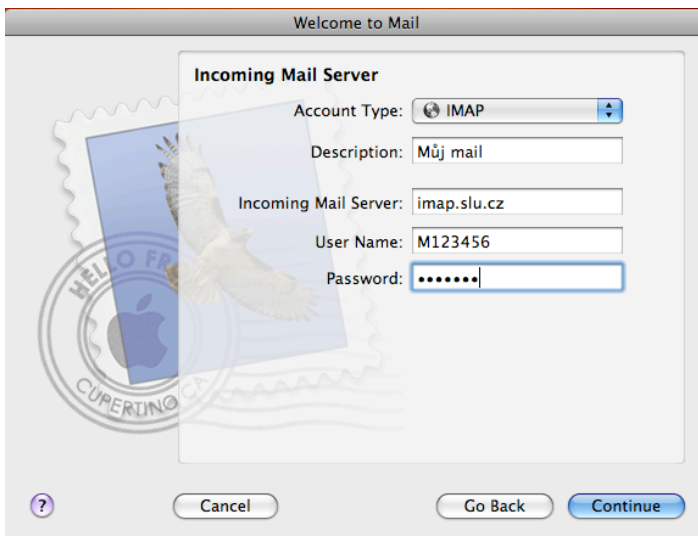 Welcome to Mail
Incoming Mail Server
Account Type: IMAP
Description: Můj mail
Incoming Mail Server: imap.slu.cz
User Name: M123456
Password: •••••••
HELLO FR
CUPERTINO CA
? Cancel Go Back Continue